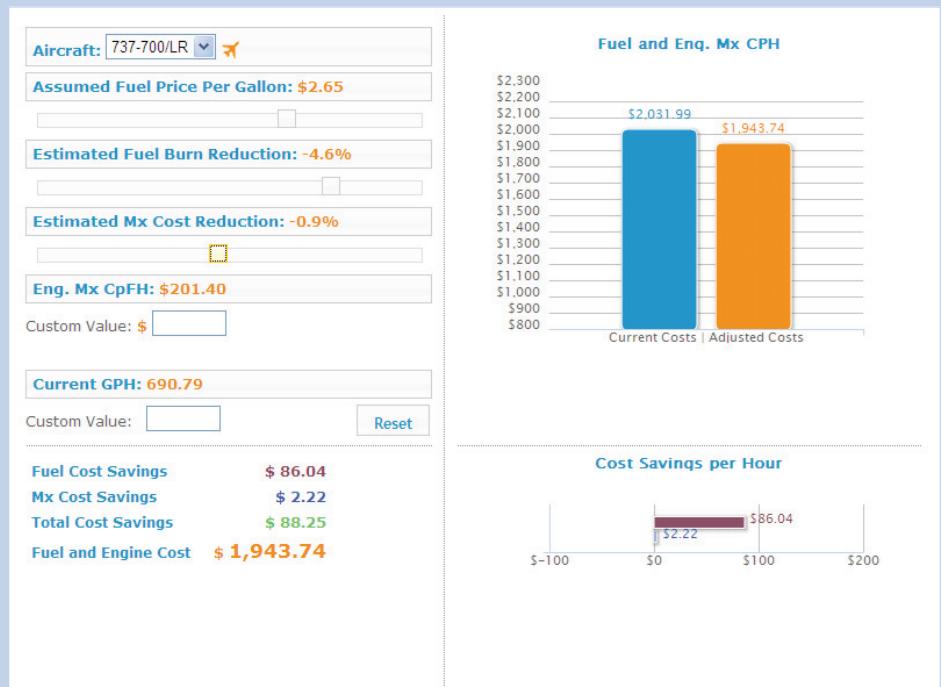 Aircraft: 737-700/LR
Assumed Fuel Price Per Gallon: $2.65
Estimated Fuel Burn Reduction: -4.6%
Estimated Mx Cost Reduction: -0.9%
Eng. Mx CpFH: $201.40
Custom Value: $
Current GPH: 690.79
Custom Value:
Reset
Fuel Cost Savings $ 86.04
Mx Cost Savings $ 2.22
Total Cost Savings $ 88.25
Fuel and Engine Cost $ 1,943.74
Fuel and Eng. Mx CPH
$2,300
$2,200
$2,100
$2,000
$1,900
$1,800
$1,700
$1,600
$1,500
$1,400
$1,300
$1,200
$1,100
$1,000
$900
$800
$2,031.99
$1,943.74
Current Costs | Adjusted Costs
Cost Savings per Hour
$86.04
$2.22
$-100 $0 $100 $200